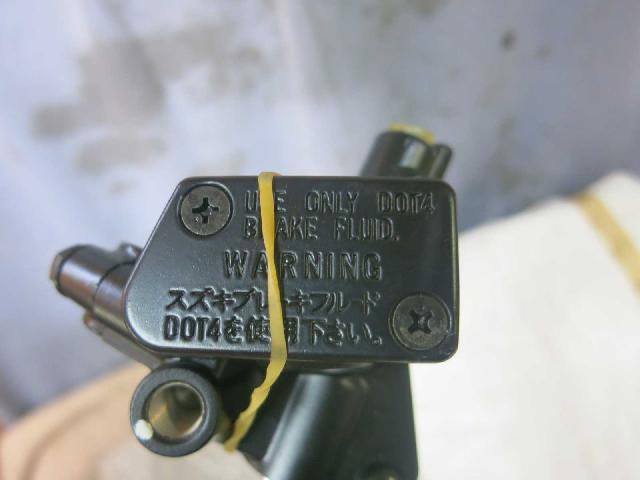 USE ONLY DOT4
BRAKE FLUID.
WARNING
スズキブレーキフルード
DOT4を使用下さい。